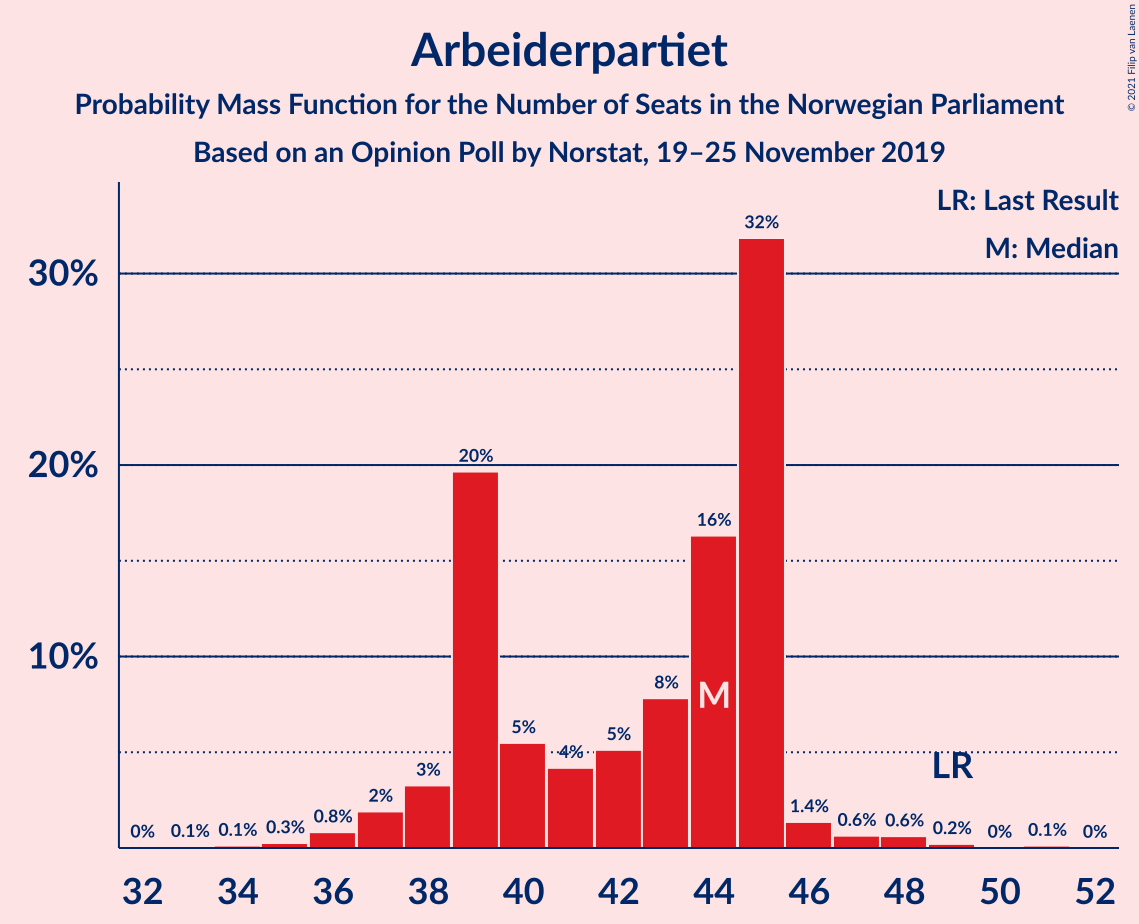 Arbeiderpartiet
Probability Mass Function for the Number of Seats in the Norwegian Parliament
Based on an Opinion Poll by Norstat, 19–25 November 2019
© 2021 Filip van Laenen
LR: Last Result
M: Median
30%
20%
10%
0%
0.1%
0.1%
0.3%
0.8%
2%
3%
20%
5%
4%
5%
8%
16%
32%
1.4%
0.6%
0.6%
0.2%
0%
0.1%
0%
M
LR
32 34 36 38 40 42 44 46 48 50 52